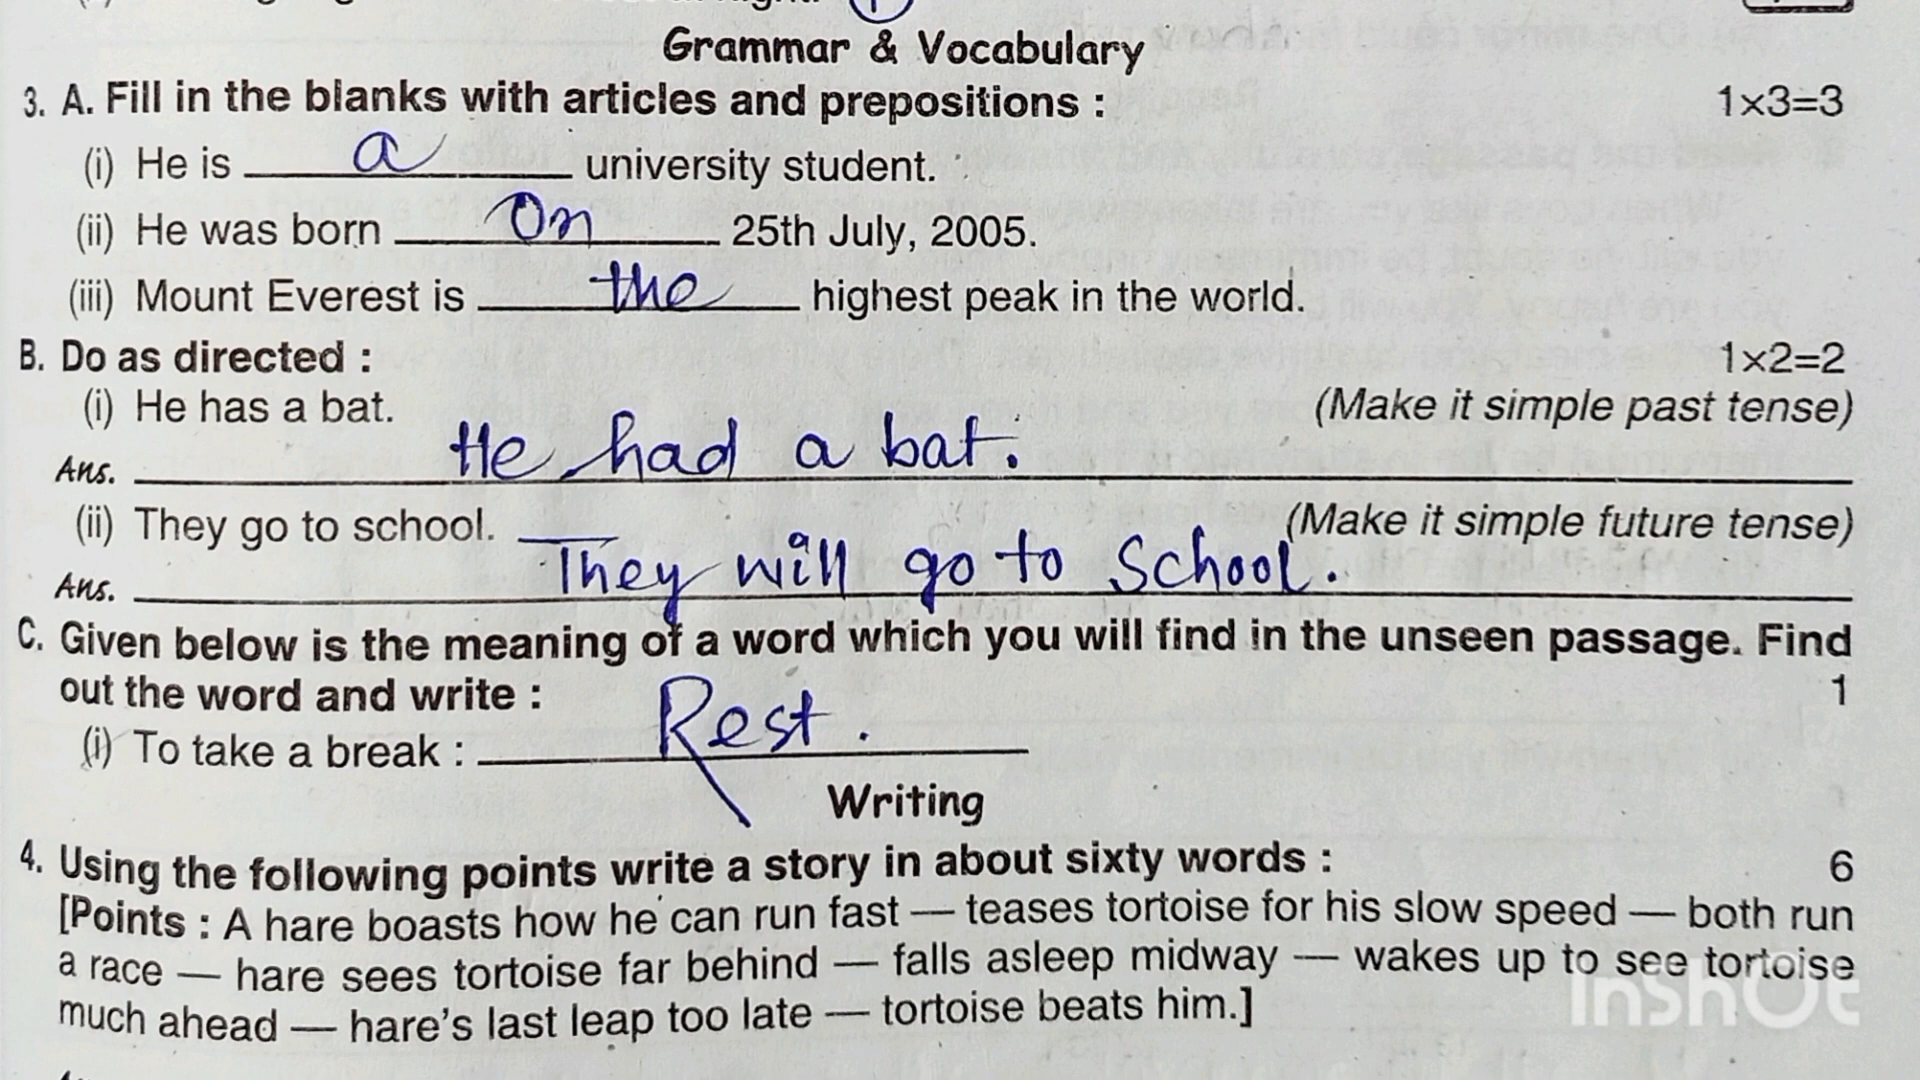 Grammar & Vocabulary
3. A. Fill in the blanks with articles and prepositions : 1×3=3
(i) He is a university student.
(ii) He was born On 25th July, 2005.
(iii) Mount Everest is the highest peak in the world.
B. Do as directed : 1×2=2
(i) He has a bat. (Make it simple past tense)
Ans. He had a bat.
(ii) They go to school. (Make it simple future tense)
Ans. They will go to School.
C. Given below is the meaning of a word which you will find in the unseen passage. Find
out the word and write : 1
(i) To take a break : Rest.
Writing
4. Using the following points write a story in about sixty words : 6
[Points : A hare boasts how he can run fast — teases tortoise for his slow speed — both run
a race — hare sees tortoise far behind — falls asleep midway — wakes up to see tortoise
much ahead — hare's last leap too late — tortoise beats him.]
InShOt